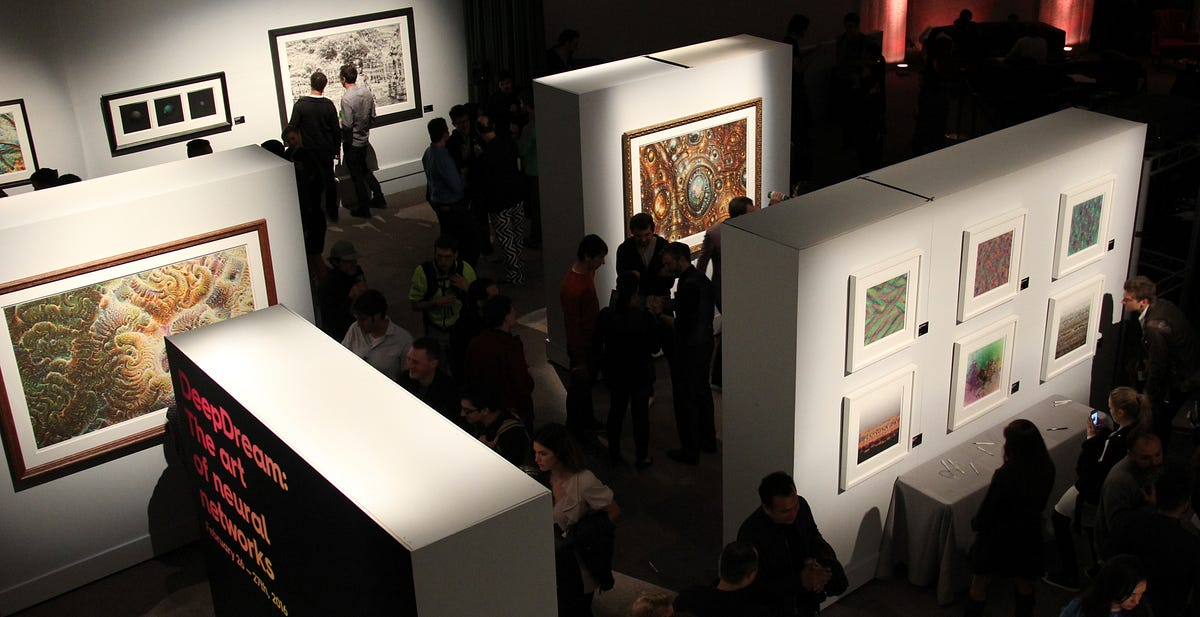 DeepDream:
The art
of neural
networks
February 26 – 27th, 2016